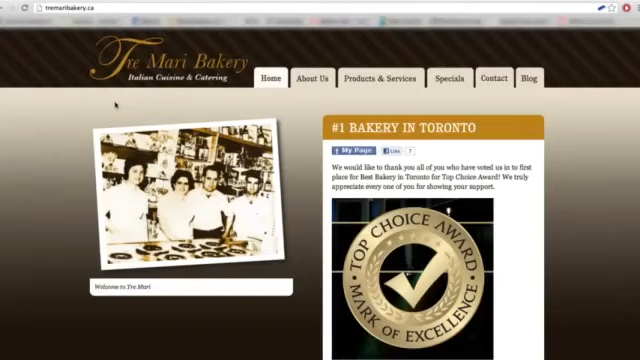 tremaribakery.ca
Tre Mari Bakery
Italian Cuisine & Catering
Home
About Us
Products & Services
Specials
Contact
Blog
#1 BAKERY IN TORONTO
My Page
Like
7
We would like to thank you all of you who have voted us in to first
place for Best Bakery in Toronto for Top Choice Award! We truly
appreciate every one of you for showing your support.
TOP CHOICE AWARD
MARK OF EXCELLENCE
Welcome to Tre Mari